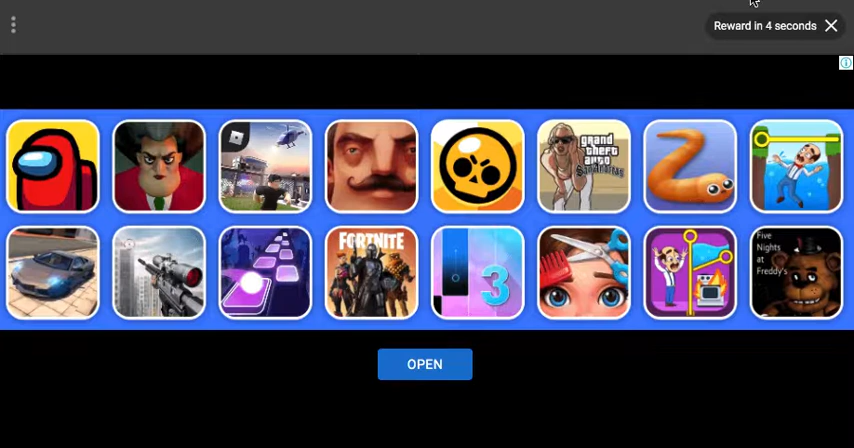 Reward in 4 seconds
grand
theft
auto
San Andreas
FORTNITE
3
Five
Nights
at
Freddy's
OPEN